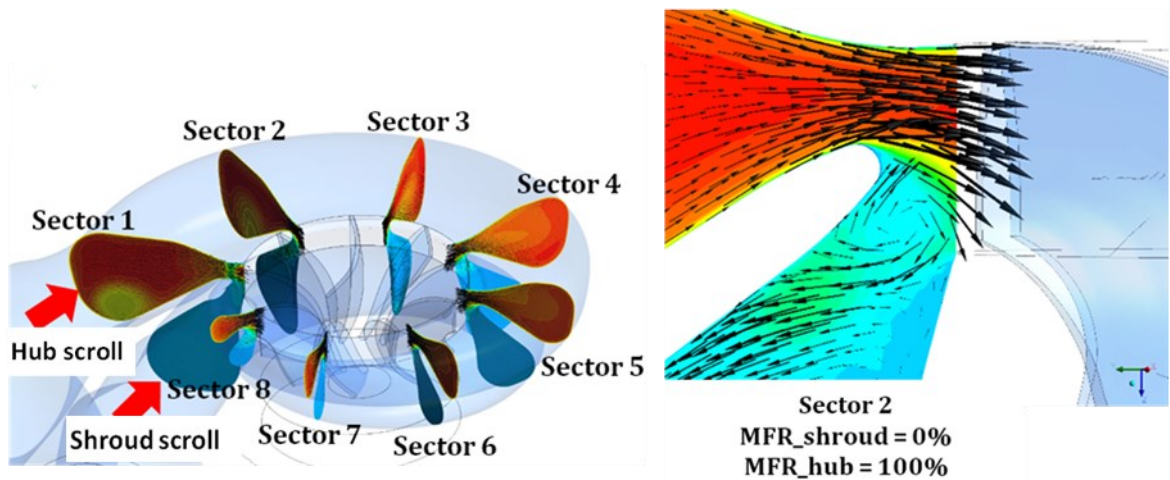 Sector 2
Sector 3
Sector 4
Sector 1
Hub scroll
Sector 8
Sector 5
Shroud scroll
Sector 7
Sector 6
Sector 2
MFR_shroud = 0%
MFR_hub = 100%